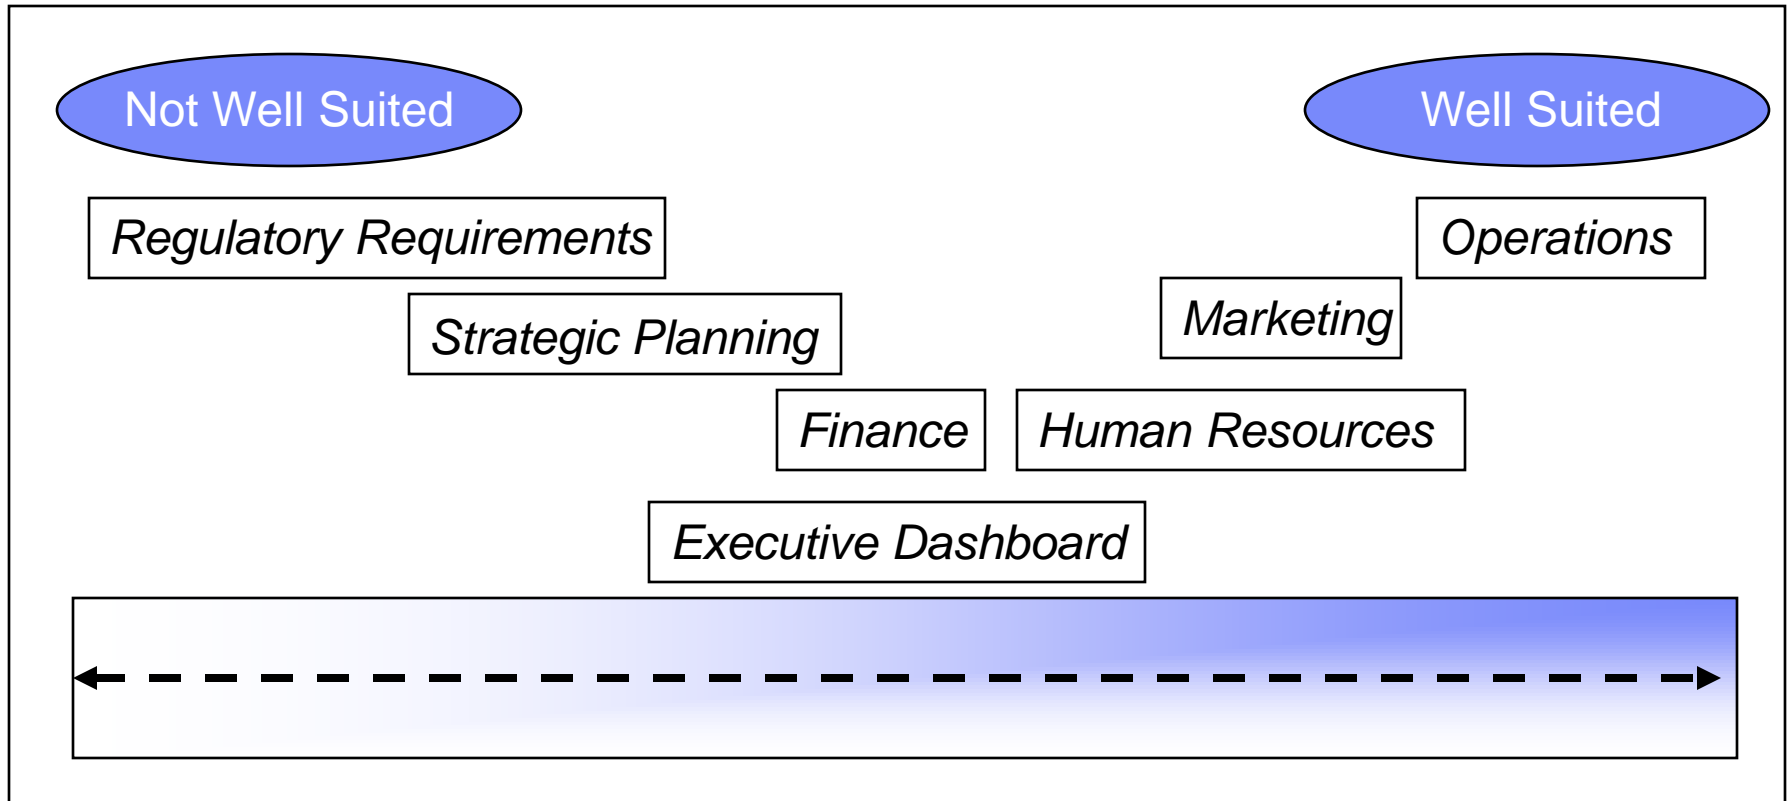 Not Well Suited
Well Suited
Regulatory Requirements
Operations
Marketing
Strategic Planning
Finance
Human Resources
Executive Dashboard